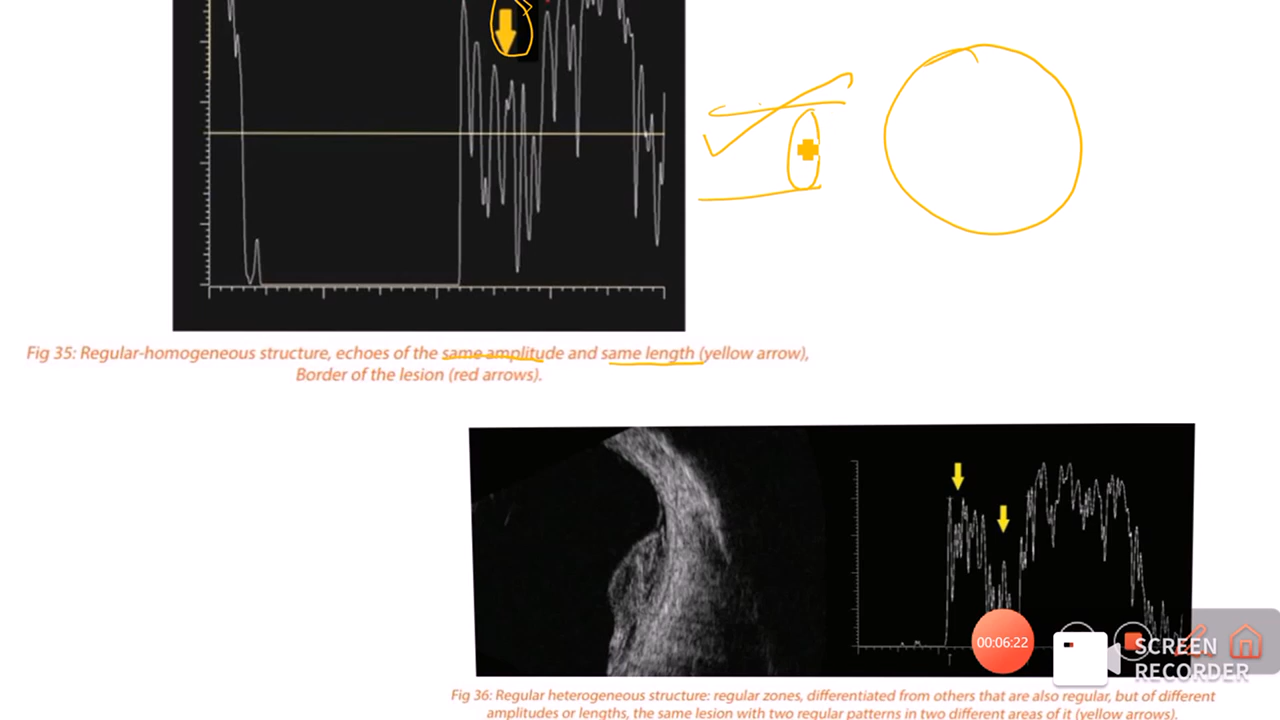 Fig 35: Regular-homogeneous structure, echoes of the same amplitude and same length (yellow arrow),
Border of the lesion (red arrows).
00:06:22
SCREEN
RECORDER
Fig 36: Regular heterogeneous structure: regular zones, differentiated from others that are also regular, but of different
amplitudes or lengths, the same lesion with two regular patterns in two different areas of it (yellow arrows).